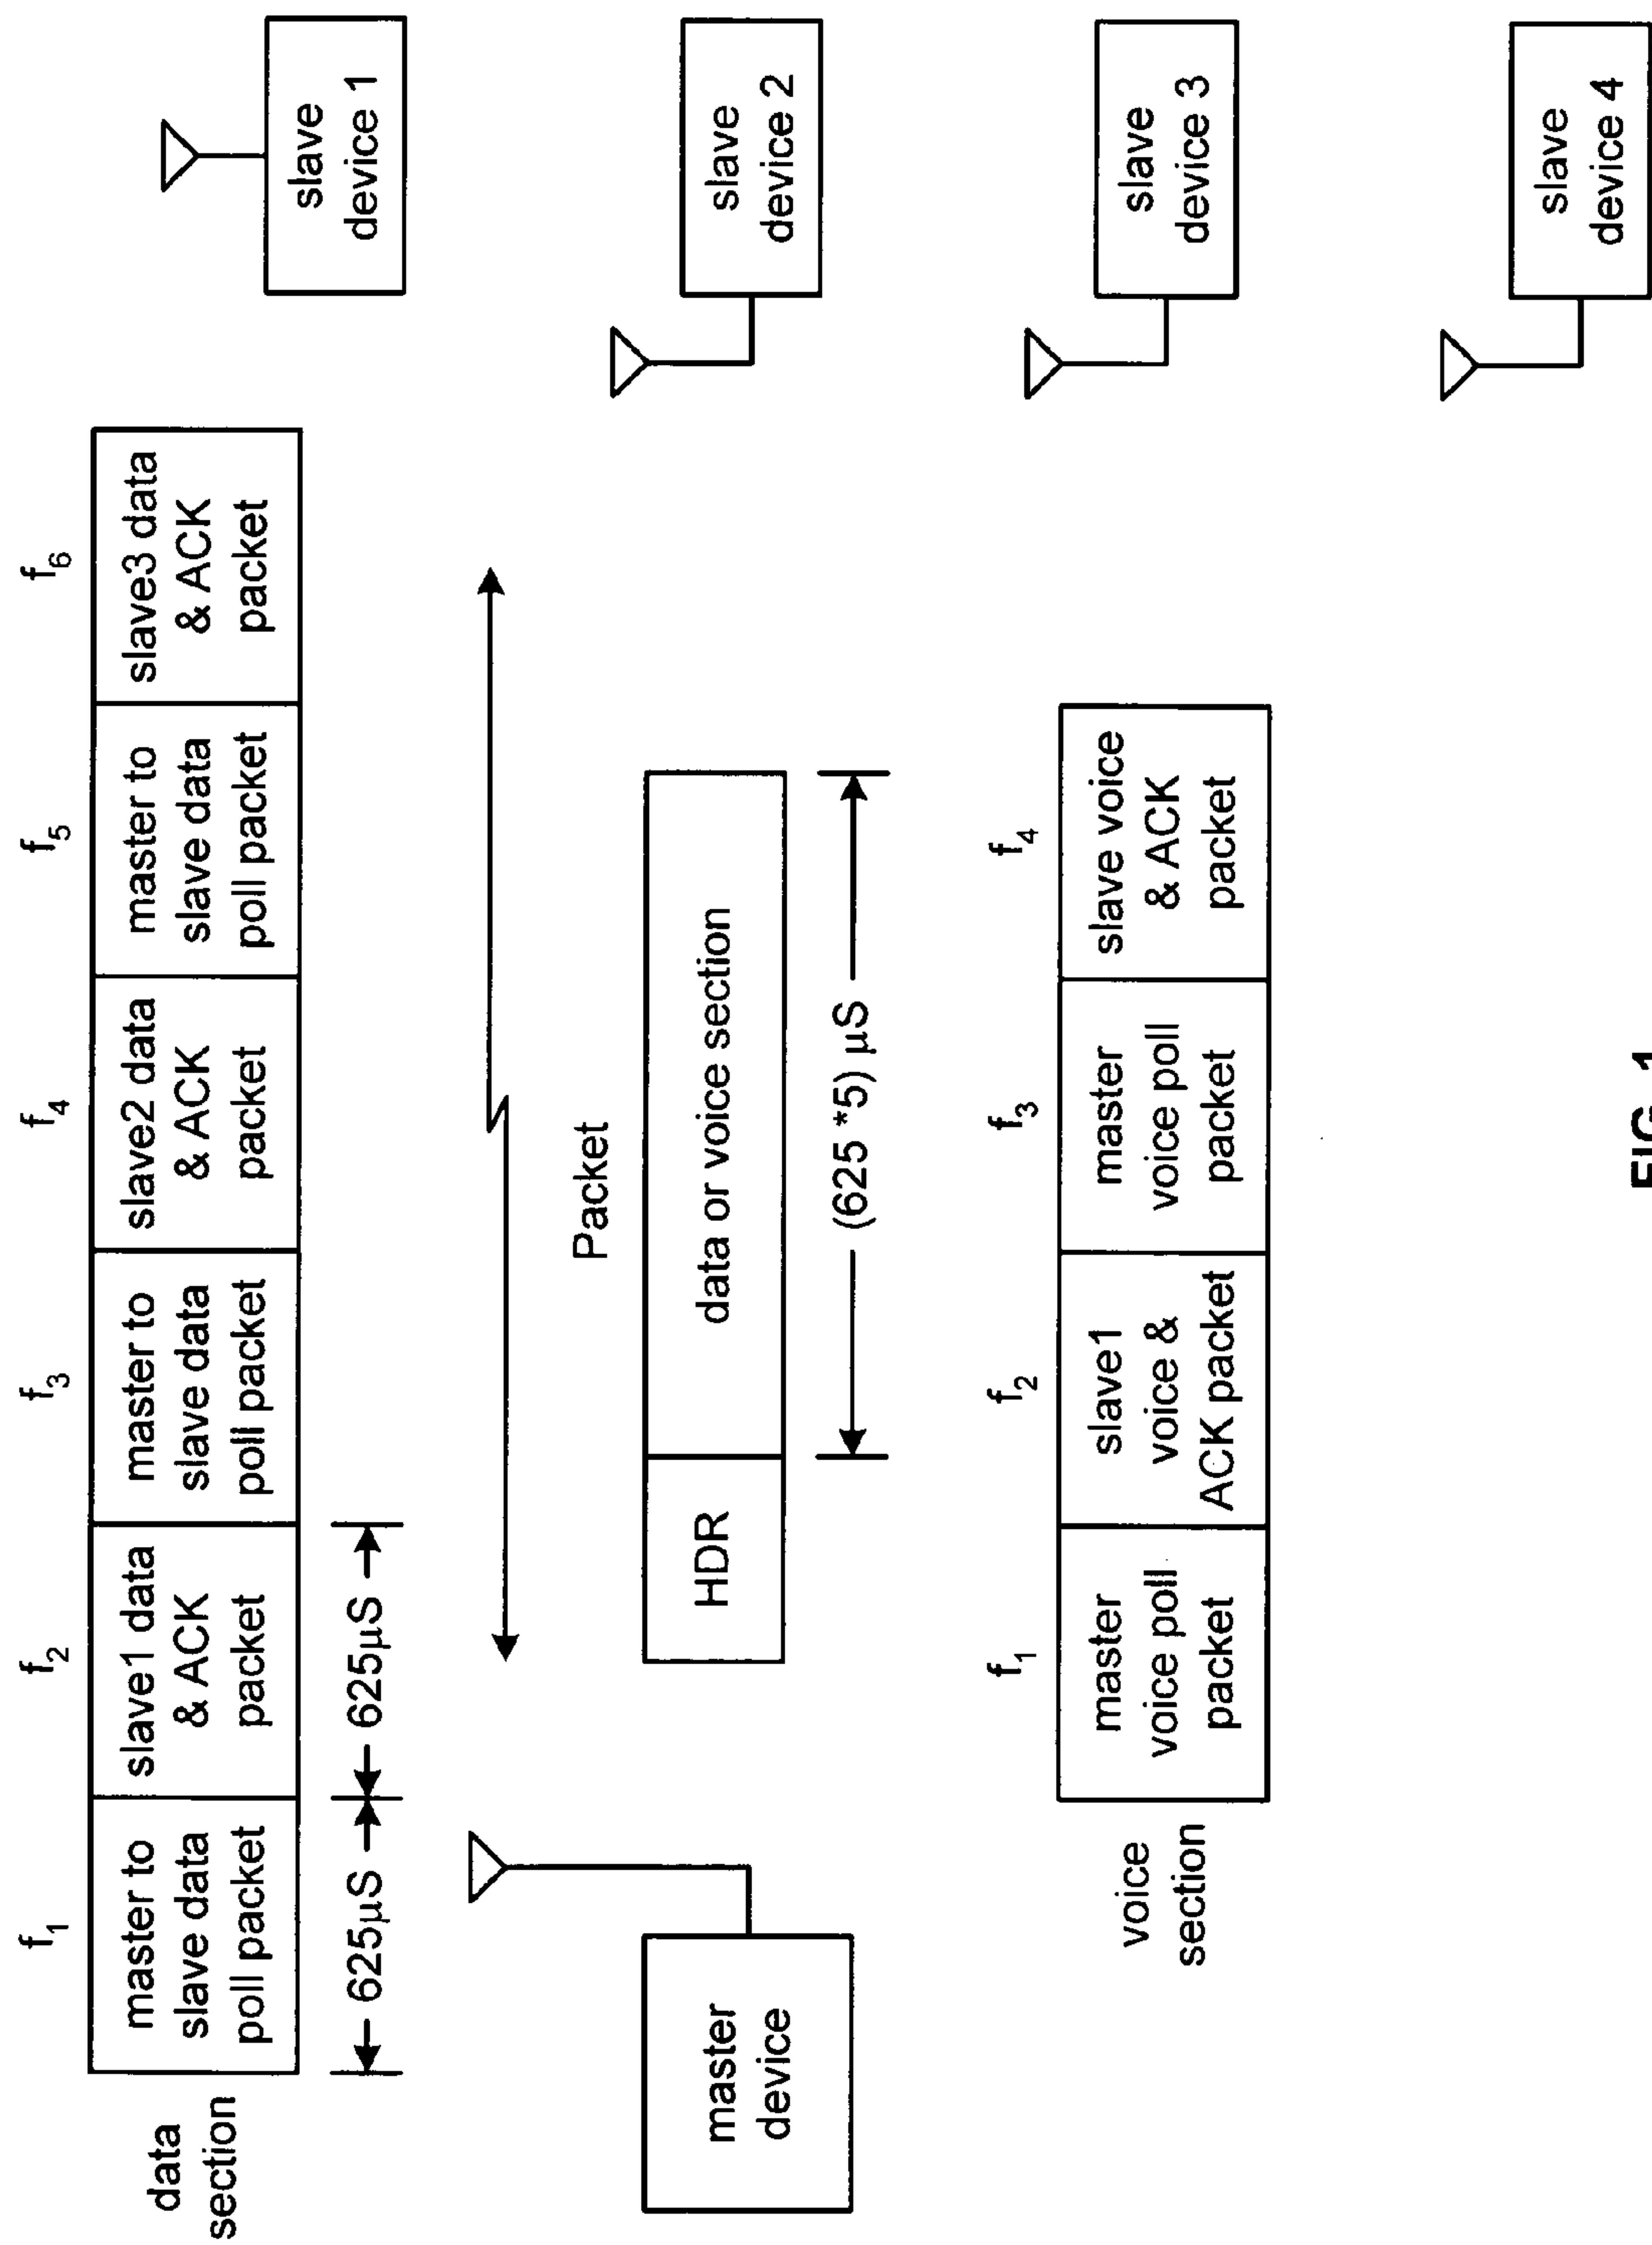 data
section
f1
f2
f3
f4
f5
f6
master to
slave data
poll packet
slave1 data
& ACK
packet
master to
slave data
poll packet
slave2 data
& ACK
packet
master to
slave data
poll packet
slave3 data
& ACK
packet
625µS
625µS
master
device
Packet
HDR
data or voice section
(625 *5) µS
voice
section
f1
f2
f3
f4
master
voice poll
packet
slave1
voice &
ACK packet
master
voice poll
packet
slave voice
& ACK
packet
slave
device 1
slave
device 2
slave
device 3
slave
device 4
FIG. 1